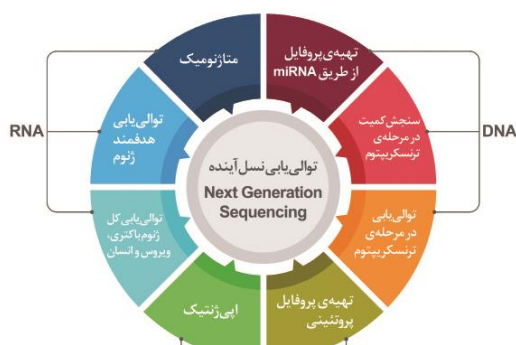 متاژنومیک
تهیه‌ی پروفایل
از طریق miRNA
RNA
توالی‌یابی
هدفمند
ژنوم
سنجش کمیت
در مرحله‌ی
ترنسکریپتوم
DNA
توالی‌یابی نسل آینده
Next Generation
Sequencing
توالی‌یابی کل
ژنوم باکتری،
ویروس و انسان
توالی‌یابی
در مرحله‌ی
ترنسکریپتوم
اپی‌ژنتیک
تهیه‌ی پروفایل
پروتئینی